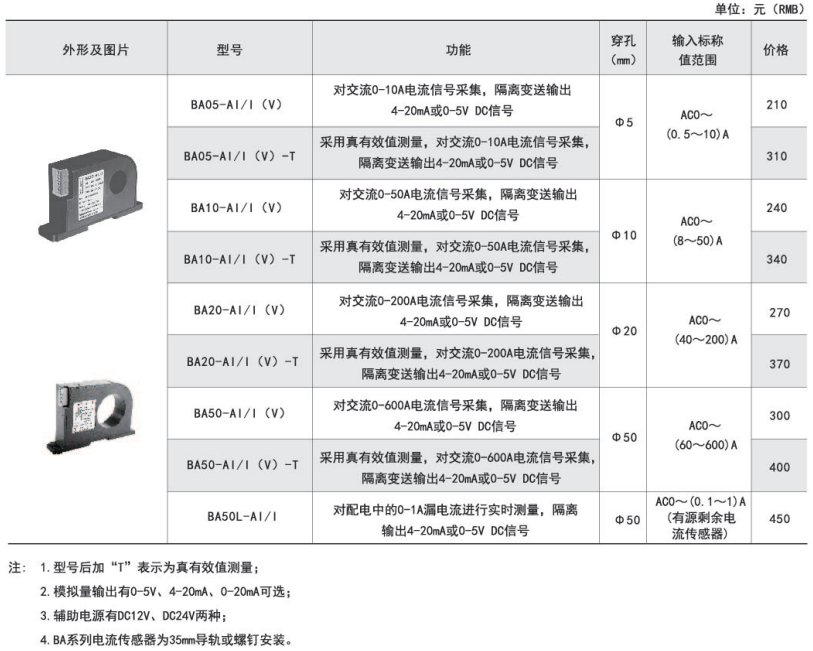 单位：元（RMB）
外形及图片 型号 功能 穿孔（mm） 输入标称值范围 价格
BA05-AI/I（V） 对交流0-10A电流信号采集，隔离变送输出
4-20mA或0-5V DC信号
Φ5 AC0～
(0.5～10)A
210
BA05-AI/I（V）-T 采用真有效值测量，对交流0-10A电流信号采集，
隔离变送输出4-20mA或0-5V DC信号
310
BA10-AI/I（V） 对交流0-50A电流信号采集，隔离变送输出
4-20mA或0-5V DC信号
Φ10 AC0～
(8～50)A
240
BA10-AI/I（V）-T 采用真有效值测量，对交流0-50A电流信号采集，
隔离变送输出4-20mA或0-5V DC信号
340
BA20-AI/I（V） 对交流0-200A电流信号采集，隔离变送输出
4-20mA或0-5V DC信号
Φ20 AC0～
(40～200)A
270
BA20-AI/I（V）-T 采用真有效值测量，对交流0-200A电流信号采集，
隔离变送输出4-20mA或0-5V DC信号
370
BA50-AI/I（V） 对交流0-600A电流信号采集，隔离变送输出
4-20mA或0-5V DC信号
Φ50 AC0～
(60～600)A
300
BA50-AI/I（V）-T 采用真有效值测量，对交流0-600A电流信号采集，
隔离变送输出4-20mA或0-5V DC信号
400
BA50L-AI/I 对配电中的0-1A漏电流进行实时测量，隔离
输出4-20mA或0-5V DC信号
Φ50 AC0～(0.1～1)A
(有源剩余电
流传感器)
450
注： 1.型号后加“T”表示为真有效值测量；
2.模拟量输出有0-5V、4-20mA、0-20mA可选；
3.辅助电源有DC12V、DC24V两种；
4.BA系列电流传感器为35mm导轨或螺钉安装。